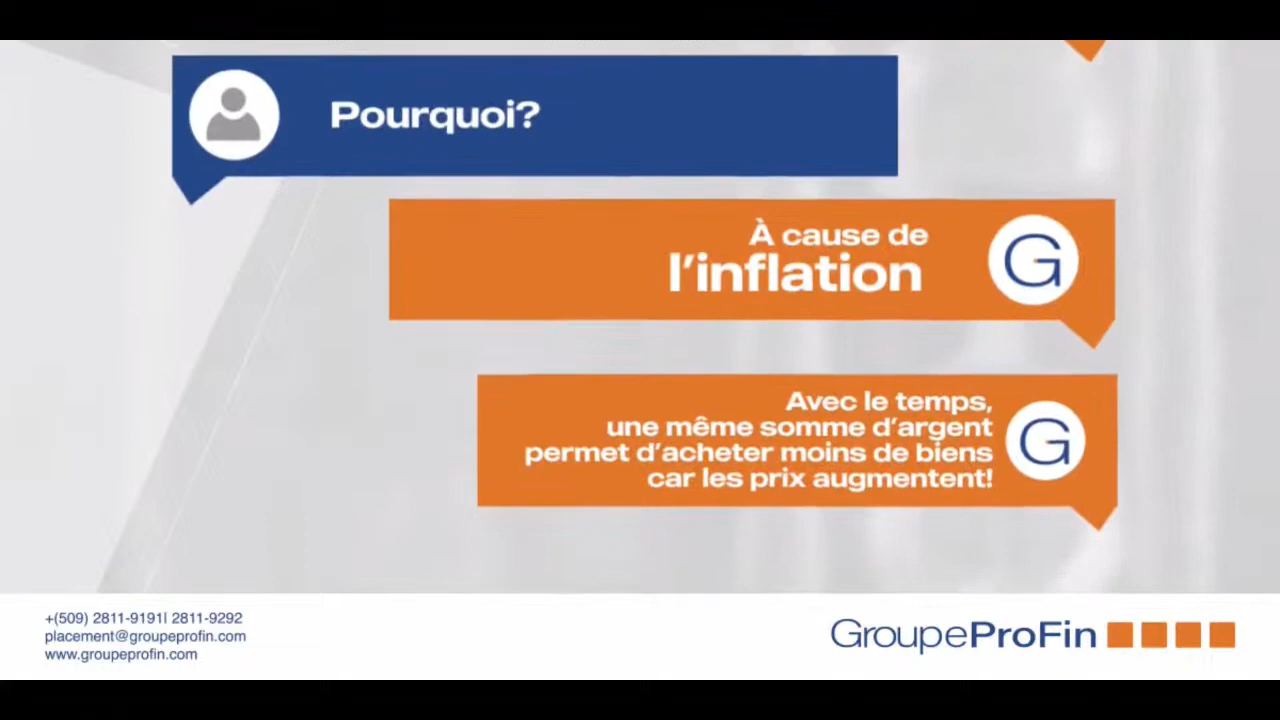 Pourquoi?
À cause de
l'inflation
G
Avec le temps,
une même somme d'argent
permet d'acheter moins de biens
car les prix augmentent!
G
+(509) 2811-9191| 2811-9292
placement@groupeprofin.com
www.groupeprofin.com
GroupeProFin